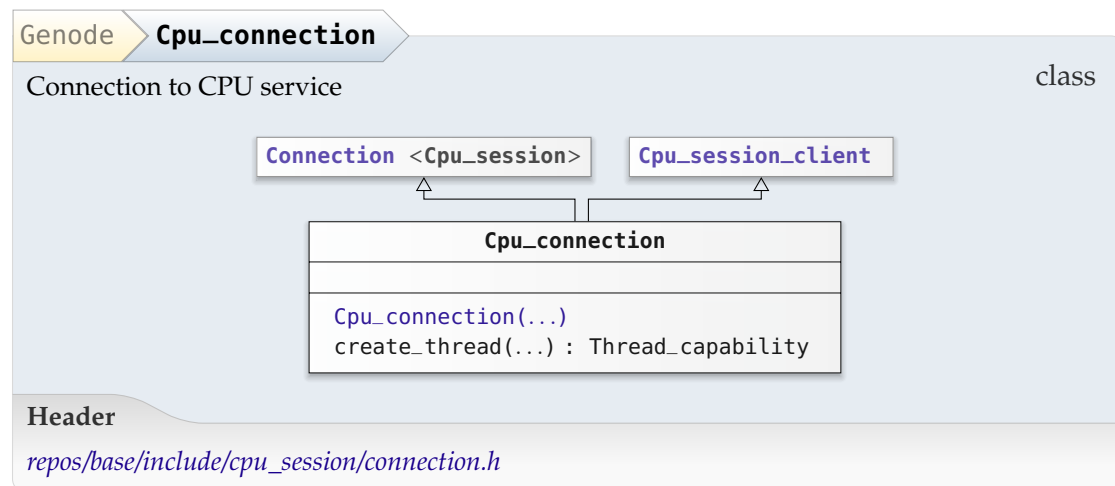 Genode Cpu_connection
Connection to CPU service
class
Connection <Cpu_session> Cpu_session_client
Cpu_connection
Cpu_connection(...)
create_thread(...) : Thread_capability
Header
repos/base/include/cpu_session/connection.h